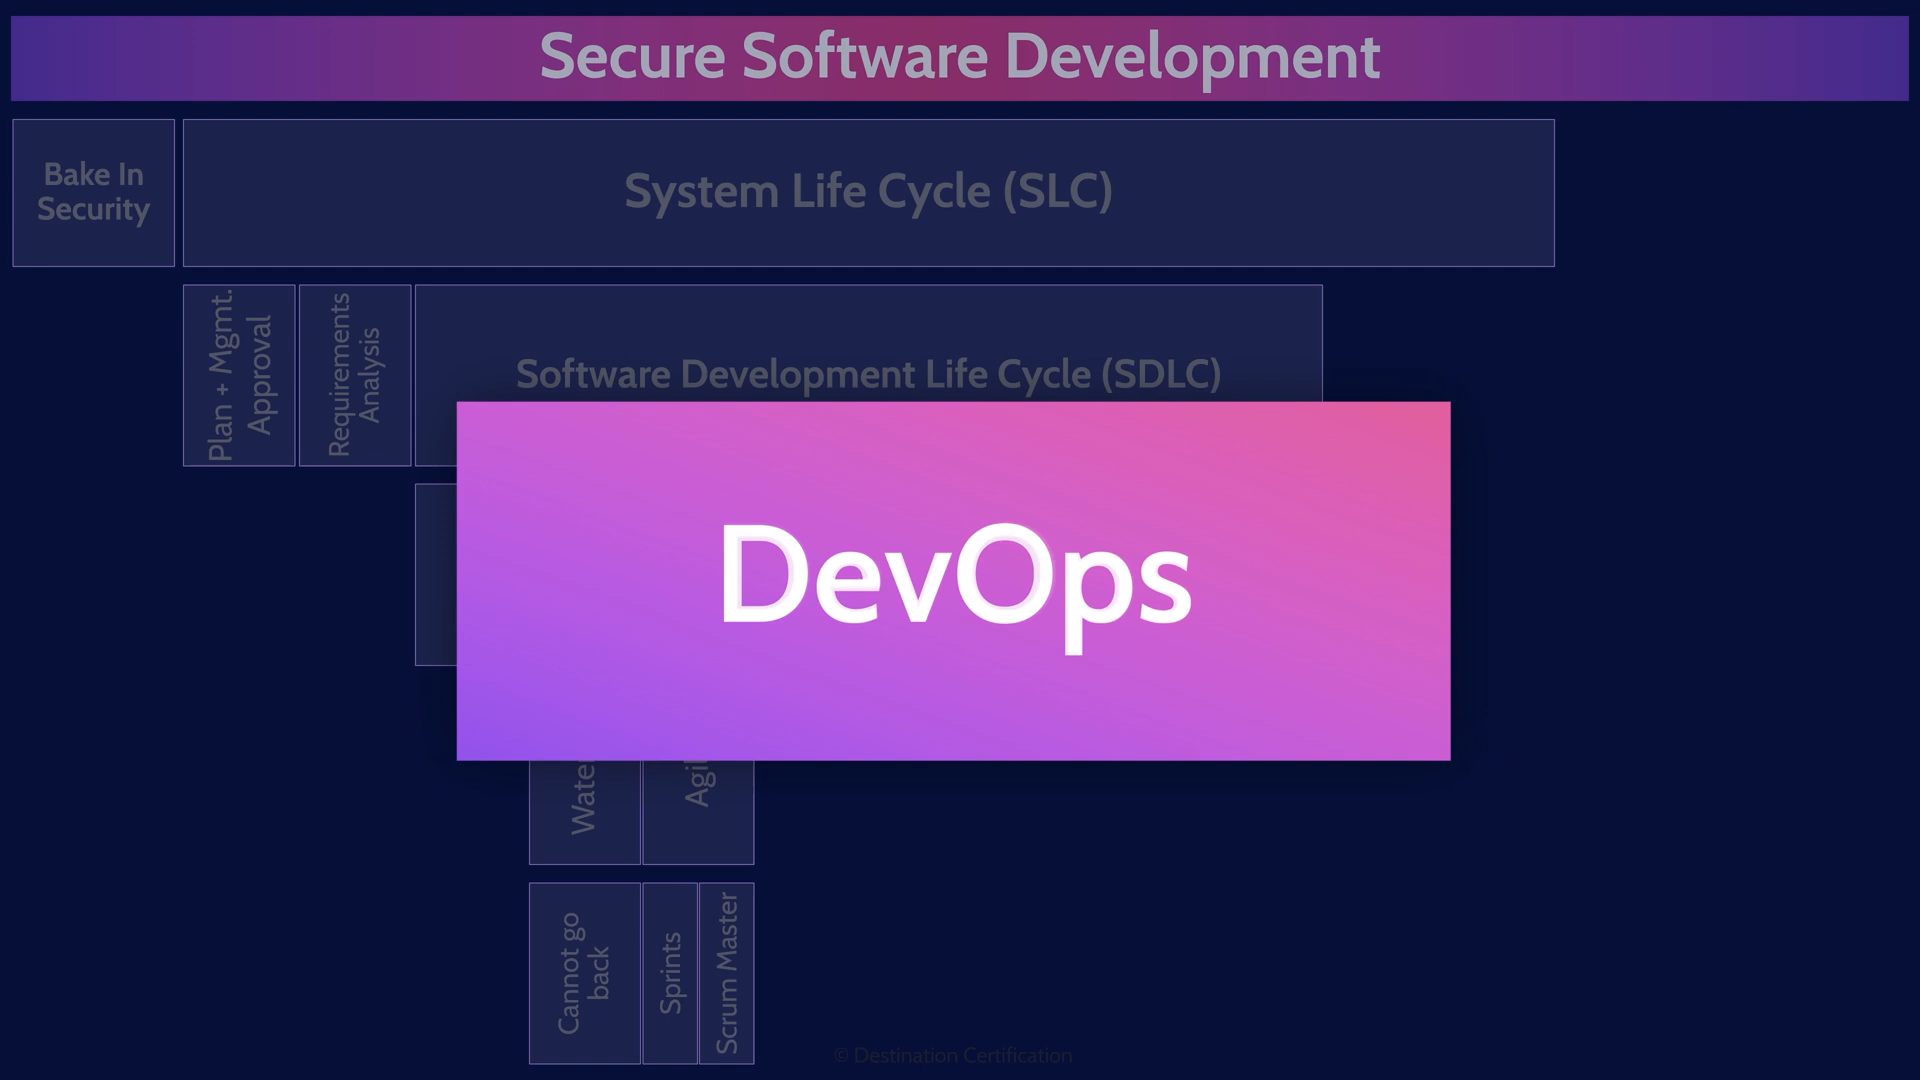 Secure Software Development
Bake In
Security
System Life Cycle (SLC)
Plan + Mgmt.
Approval
Requirements
Analysis
Software Development Life Cycle (SDLC)
DevOps
Cannot go
back
Sprints
Scrum Master
© Destination Certification